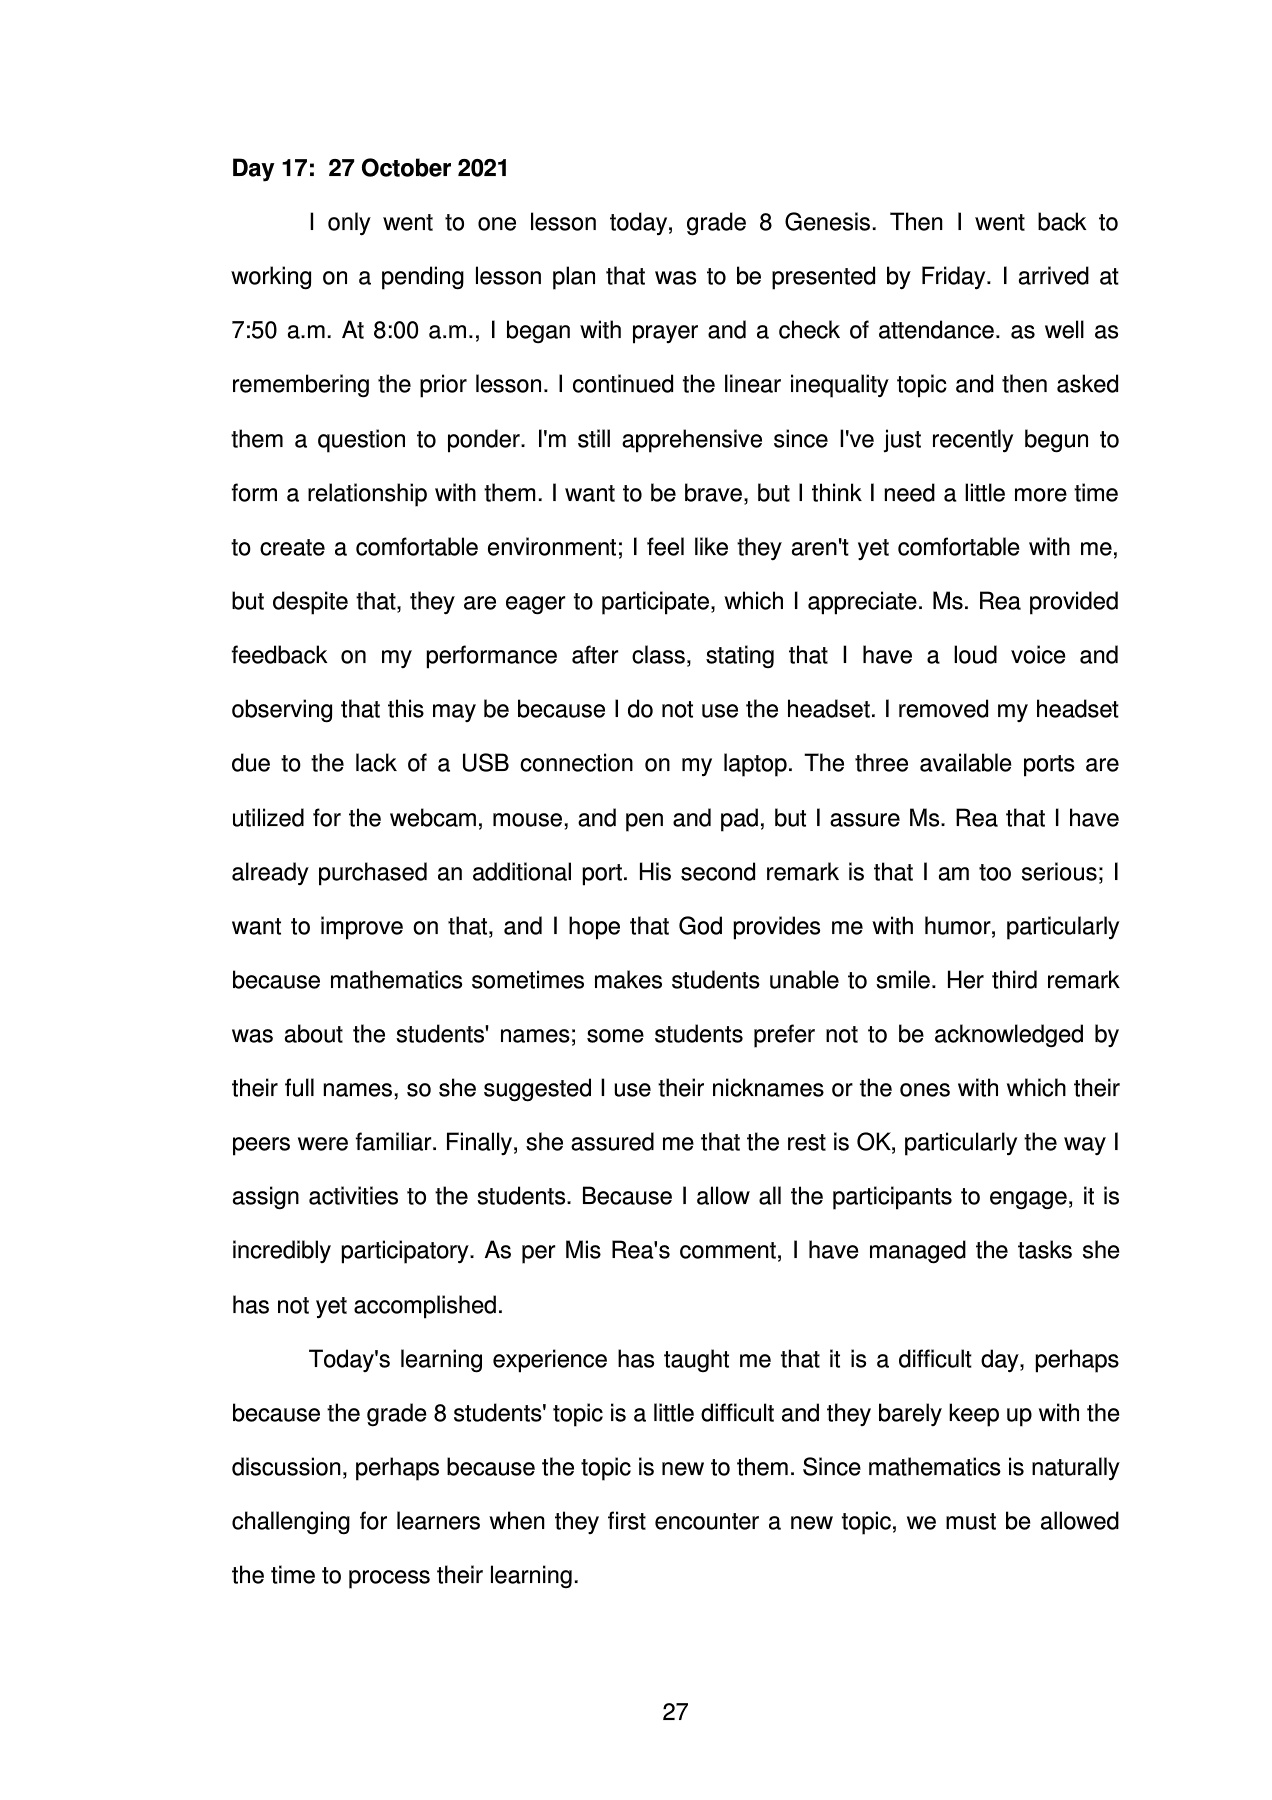 Day 17:  27 October 2021
I only went to one lesson today, grade 8 Genesis. Then I went back to
working on a pending lesson plan that was to be presented by Friday. I arrived at
7:50 a.m. At 8:00 a.m., I began with prayer and a check of attendance. as well as
remembering the prior lesson. I continued the linear inequality topic and then asked
them a question to ponder. I'm still apprehensive since I've just recently begun to
form a relationship with them. I want to be brave, but I think I need a little more time
to create a comfortable environment; I feel like they aren't yet comfortable with me,
but despite that, they are eager to participate, which I appreciate. Ms. Rea provided
feedback on my performance after class, stating that I have a loud voice and
observing that this may be because I do not use the headset. I removed my headset
due to the lack of a USB connection on my laptop. The three available ports are
utilized for the webcam, mouse, and pen and pad, but I assure Ms. Rea that I have
already purchased an additional port. His second remark is that I am too serious; I
want to improve on that, and I hope that God provides me with humor, particularly
because mathematics sometimes makes students unable to smile. Her third remark
was about the students' names; some students prefer not to be acknowledged by
their full names, so she suggested I use their nicknames or the ones with which their
peers were familiar. Finally, she assured me that the rest is OK, particularly the way I
assign activities to the students. Because I allow all the participants to engage, it is
incredibly participatory. As per Mis Rea's comment, I have managed the tasks she
has not yet accomplished.
Today's learning experience has taught me that it is a difficult day, perhaps
because the grade 8 students' topic is a little difficult and they barely keep up with the
discussion, perhaps because the topic is new to them. Since mathematics is naturally
challenging for learners when they first encounter a new topic, we must be allowed
the time to process their learning.
27